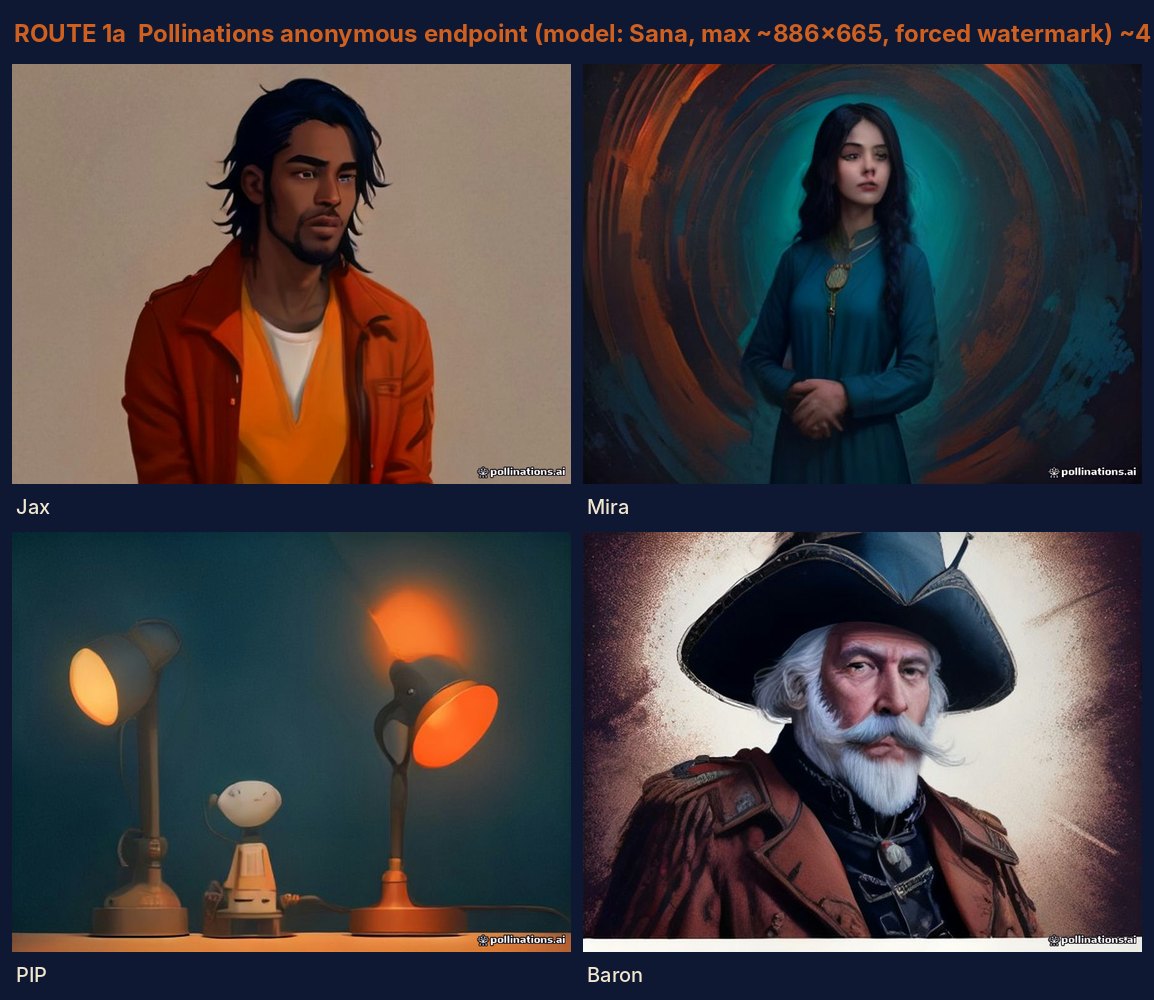 ROUTE 1a  Pollinations anonymous endpoint (model: Sana, max ~886×665, forced watermark) ~4
pollinations.ai
pollinations.ai
Jax
Mira
pollinations.ai
pollinations.ai
PIP
Baron